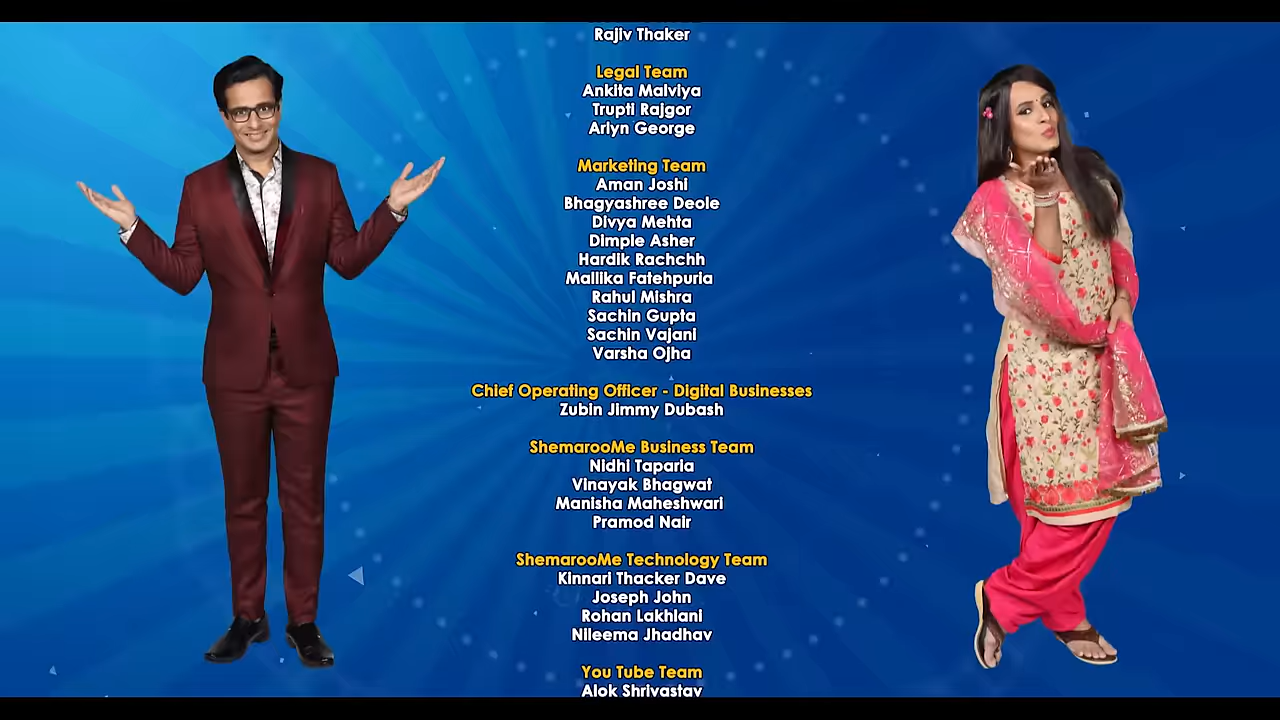 Rajiv Thaker
Legal Team
Ankita Malviya
Trupti Rajgor
Arlyn George
Marketing Team
Aman Joshi
Bhagyashree Deole
Divya Mehta
Dimple Asher
Hardik Rachchh
Mallika Fatehpuria
Rahul Mishra
Sachin Gupta
Sachin Vajani
Varsha Ojha
Chief Operating Officer - Digital Businesses
Zubin Jimmy Dubash
ShemarooMe Business Team
Nidhi Taparia
Vinayak Bhagwat
Manisha Maheshwari
Pramod Nair
ShemarooMe Technology Team
Kinnari Thacker Dave
Joseph John
Rohan Lakhlani
Nileema Jhadhav
You Tube Team
Alok Shrivastav